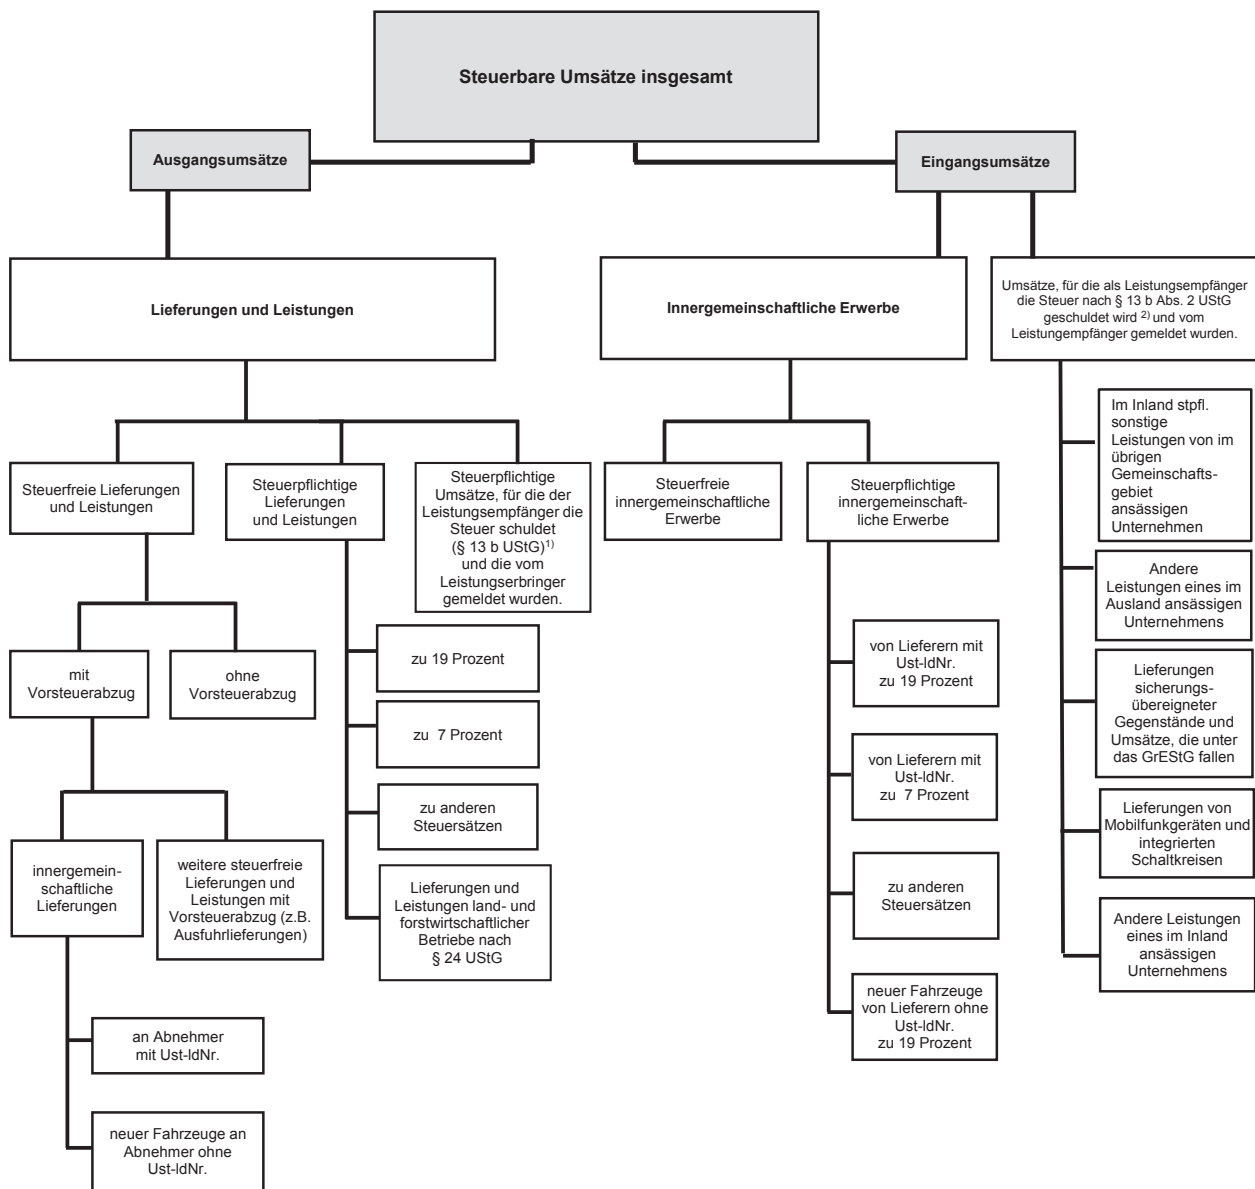 Steuerbare Umsätze insgesamt
Ausgangsumsätze
Eingangsumsätze
Lieferungen und Leistungen
Innergemeinschaftliche Erwerbe
Umsätze, für die als Leistungsempfänger
die Steuer nach § 13 b Abs. 2 UStG
geschuldet wird 2) und vom
Leistungempfänger gemeldet wurden.
Steuerfreie Lieferungen
und Leistungen
Steuerpflichtige
Lieferungen
und Leistungen
Steuerpflichtige
Umsätze, für die der
Leistungsempfänger die
Steuer schuldet
(§ 13 b UStG)1)
und die vom
Leistungserbringer
gemeldet wurden.
Steuerfreie
innergemeinschaftliche
Erwerbe
Steuerpflichtige
innergemeinschaft-
liche Erwerbe
Im Inland stpfl.
sonstige
Leistungen von im
übrigen
Gemeinschafts-
gebiet
ansässigen
Unternehmen
Andere
Leistungen eines im
Ausland ansässigen
Unternehmens
Lieferungen
sicherungs-
übereigneter
Gegenstände und
Umsätze, die unter
das GrEStG fallen
Lieferungen von
Mobilfunkgeräten und
integrierten
Schaltkreisen
Andere Leistungen
eines im Inland
ansässigen
Unternehmens
mit
Vorsteuerabzug
ohne
Vorsteuerabzug
zu 19 Prozent
zu 7 Prozent
zu anderen
Steuersätzen
Lieferungen und
Leistungen land- und
forstwirtschaftlicher
Betriebe nach
§ 24 UStG
von Lieferern mit
Ust-IdNr.
zu 19 Prozent
von Lieferern mit
Ust-IdNr.
zu 7 Prozent
zu anderen
Steuersätzen
neuer Fahrzeuge
von Lieferern ohne
Ust-IdNr.
zu 19 Prozent
innergemein-
schaftliche
Lieferungen
weitere steuerfreie
Lieferungen und
Leistungen mit
Vorsteuerabzug (z.B.
Ausfuhrlieferungen)
an Abnehmer
mit Ust-IdNr.
neuer Fahrzeuge an
Abnehmer ohne
Ust-IdNr.